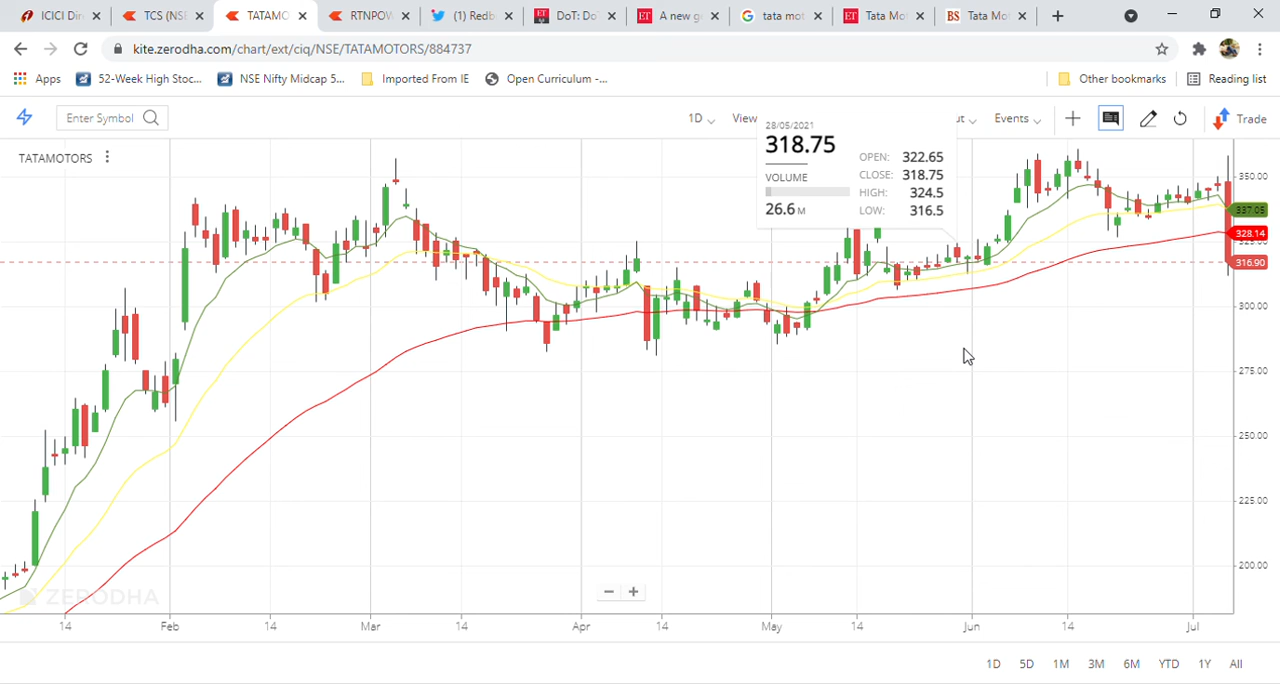 ICICI Dir
TCS (NSE
TATAMO
RTNPOW
(1) Redb
DoT: Do
A new g
tata mot
Tata Mo
Tata Mo
kite.zerodha.com/chart/ext/ciq/NSE/TATAMOTORS/884737
Apps
52-Week High Stoc...
NSE Nifty Midcap 5...
Imported From IE
Open Curriculum -...
Other bookmarks
Reading list
Enter Symbol
1D
View
Events
Trade
TATAMOTORS
28/05/2021
318.75
VOLUME
26.6 M
OPEN: 322.65
CLOSE: 318.75
HIGH: 324.5
LOW: 316.5
350.00
337.05
328.14
316.90
300.00
275.00
250.00
225.00
200.00
ZERODHA
14 Feb 14 Mar 14 Apr 14 May 14 Jun 14 Jul
1D 5D 1M 3M 6M YTD 1Y All